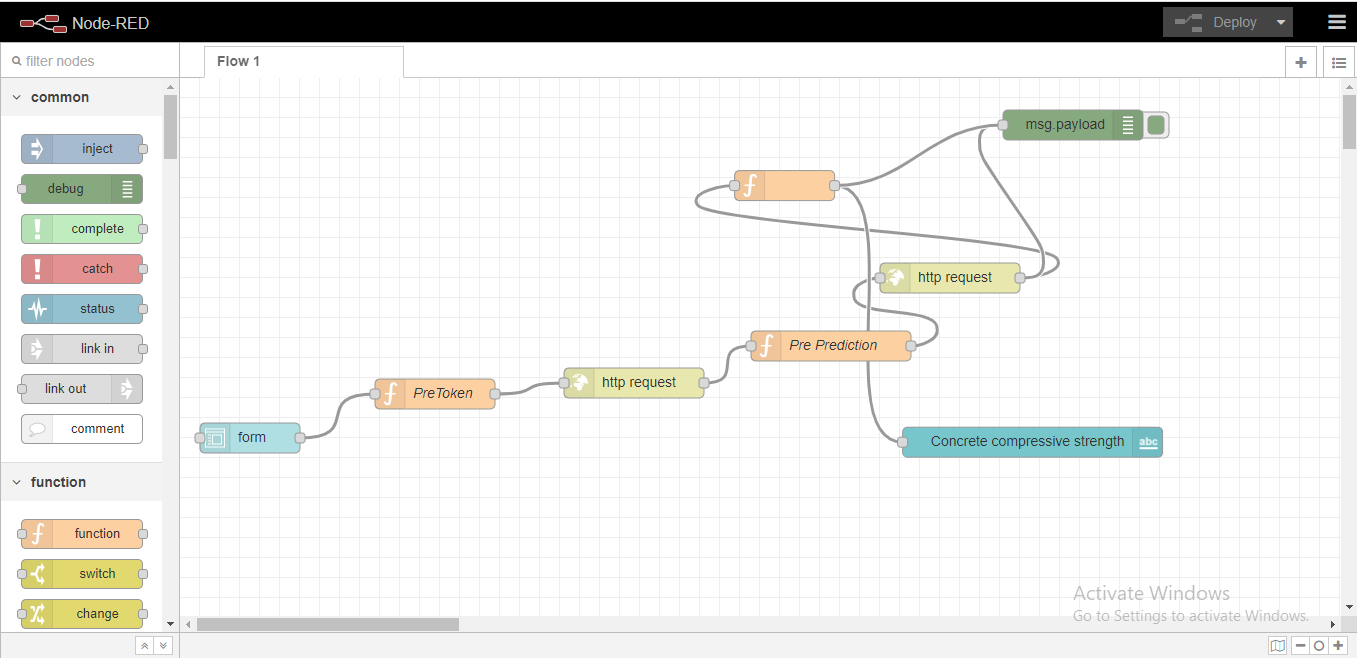 Node-RED
Deploy
filter nodes
Flow 1
common
inject
debug
complete
catch
status
link in
link out
comment
function
function
switch
change
msg.payload
http request
Pre Prediction
http request
PreToken
form
Concrete compressive strength
abc
Activate Windows
Go to Settings to activate Windows.